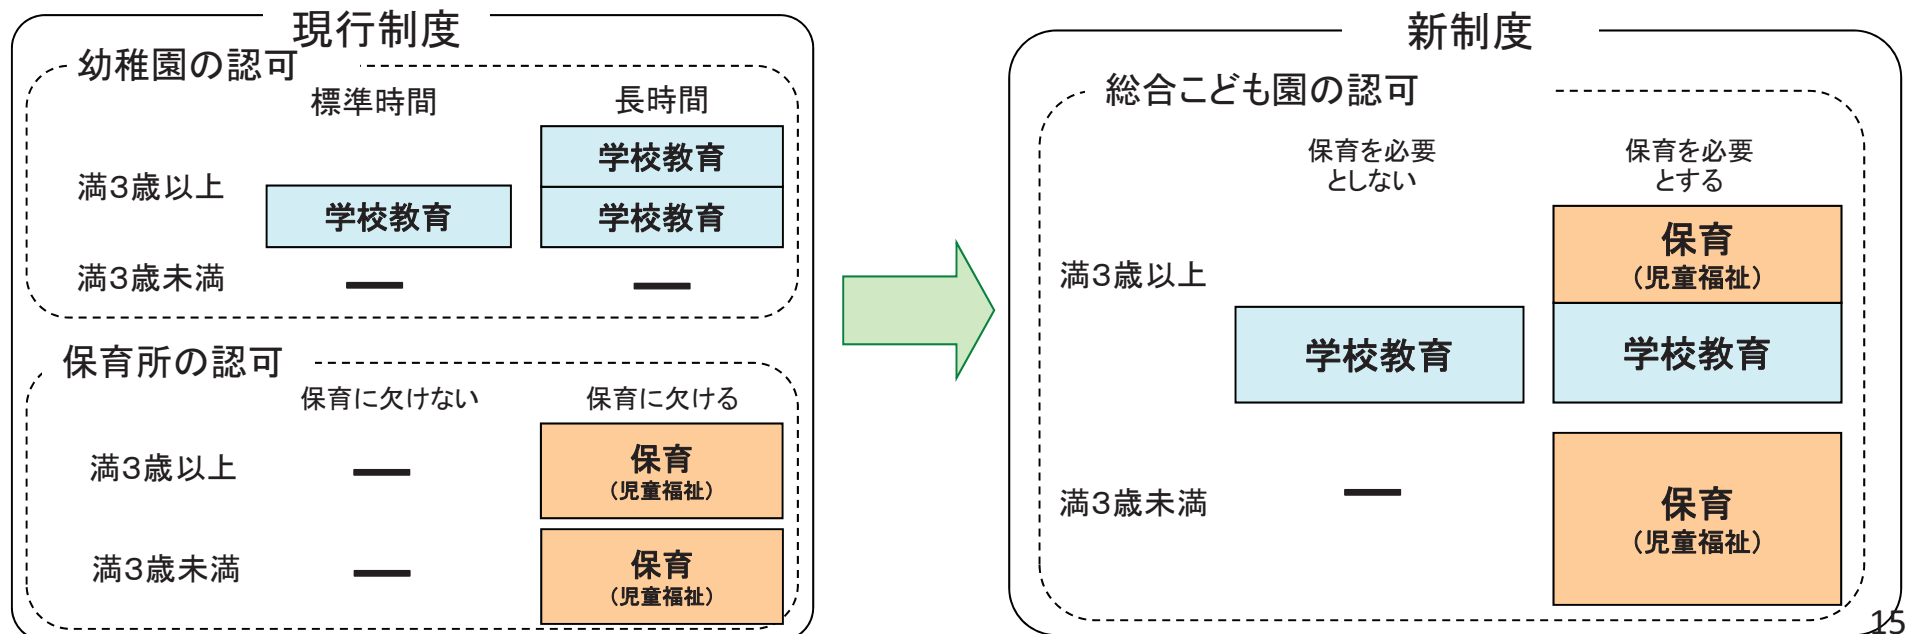 現行制度
幼稚園の認可
標準時間 長時間
学校教育
満3歳以上 学校教育 学校教育
満3歳未満 ― ―
保育所の認可
保育に欠けない 保育に欠ける
満3歳以上 ― 保育
(児童福祉)
満3歳未満 ― 保育
(児童福祉)
新制度
総合こども園の認可
保育を必要 保育を必要
としない とする
保育
満3歳以上 (児童福祉)
学校教育 学校教育
満3歳未満 ― 保育
(児童福祉)
15